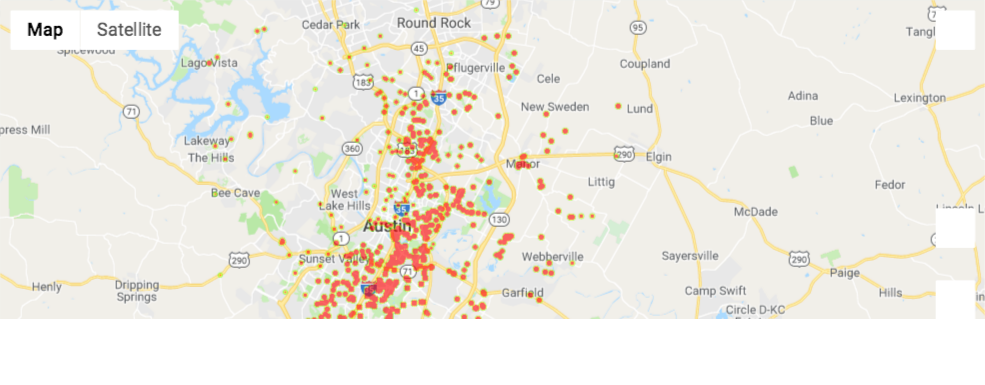 Map
Satellite
Cedar Park
Round Rock
79
95
Spicewood
45
Lago Vista
Pflugerville
Coupland
183
Cele
1
35
Adina
Lexington
71
New Sweden
Lund
Blue
press Mill
Lakeway
360
The Hills
Manor
290
Elgin
Littig
Fedor
Bee Cave
West
Lake Hills
35
130
McDade
Austin
1
290
Sunset Valley
71
Webberville
Sayersville
290
Paige
Henly
Dripping
Springs
Garfield
Camp Swift
Hills
Circle D-KC